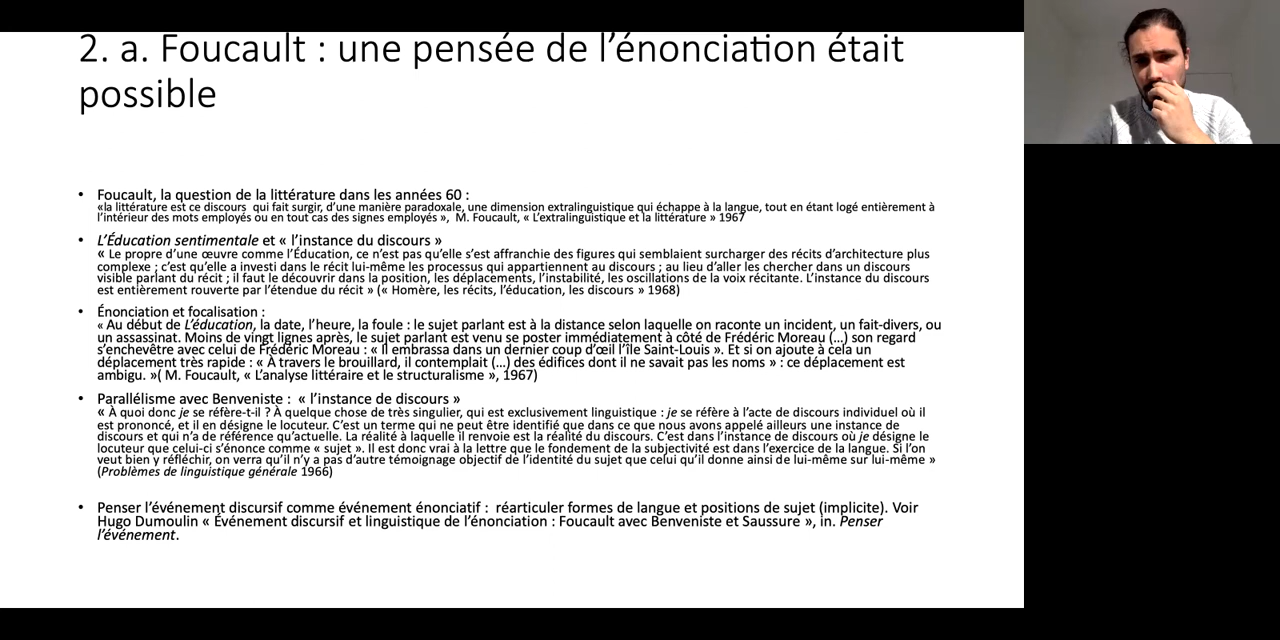 2. a. Foucault : une pensée de l’énonciation était
possible
• Foucault, la question de la littérature dans les années 60 :
«la littérature est ce discours qui fait surgir, d’une manière paradoxale, une dimension extralinguistique qui échappe à la langue, tout en étant logé entièrement à
l’intérieur des mots employés ou en tout cas des signes employés », M. Foucault, « L’extralinguistique et la littérature » 1967
• L’Éducation sentimentale et « l’instance du discours »
« Le propre d’une œuvre comme l’Éducation, ce n’est pas qu’elle s’est affranchie des figures qui semblaient surcharger des récits d’architecture plus
complexe ; c’est qu’elle a investi dans le récit lui-même les processus qui appartiennent au discours ; au lieu d’aller les chercher dans un discours
visible parlant du récit ; il faut le découvrir dans la position, les déplacements, l’instabilité, les oscillations de la voix récitante. L’instance du discours
est entièrement rouverte par l’étendue du récit » (« Homère, les récits, l’éducation, les discours » 1968)
• Énonciation et focalisation :
« Au début de L’éducation, la date, l’heure, la foule : le sujet parlant est à la distance selon laquelle on raconte un incident, un fait-divers, ou
un assassinat. Moins de vingt lignes après, le sujet parlant est venu se poster immédiatement à côté de Frédéric Moreau (...) son regard
s’enchevêtre avec celui de Frédéric Moreau : « Il embrassa dans un dernier coup d’œil l’île Saint-Louis ». Et si on ajoute à cela un
déplacement très rapide : « À travers le brouillard, il contemplait (...) des édifices dont il ne savait pas les noms » : ce déplacement est
ambigu. »( M. Foucault, « L’analyse littéraire et le structuralisme », 1967)
• Parallélisme avec Benveniste : « l’instance de discours »
« À quoi donc je se réfère-t-il ? À quelque chose de très singulier, qui est exclusivement linguistique : je se réfère à l’acte de discours individuel où il
est prononcé, et il en désigne le locuteur. C’est un terme qui ne peut être identifié que dans ce que nous avons appelé ailleurs une instance de
discours et qui n’a de référence qu’actuelle. La réalité à laquelle il renvoie est la réalité du discours. C’est dans l’instance de discours où je désigne le
locuteur que celui-ci s’énonce comme « sujet ». Il est donc vrai à la lettre que le fondement de la subjectivité est dans l’exercice de la langue. Si l’on
veut bien y réfléchir, on verra qu’il n’y a pas d’autre témoignage objectif de l’identité du sujet que celui qu’il donne ainsi de lui-même sur lui-même »
(Problèmes de linguistique générale 1966)
• Penser l’événement discursif comme événement énonciatif : réarticuler formes de langue et positions de sujet (implicite). Voir
Hugo Dumoulin « Événement discursif et linguistique de l’énonciation : Foucault avec Benveniste et Saussure », in. Penser
l’événement.